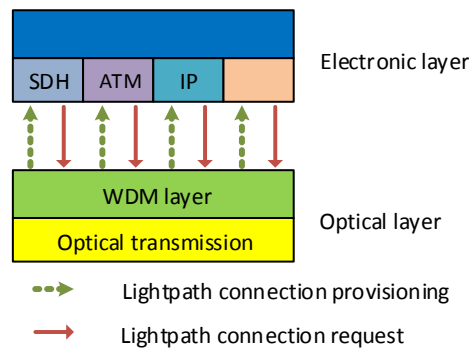 SDH ATM IP
Electronic layer
WDM layer
Optical transmission
Optical layer
Lightpath connection provisioning
Lightpath connection request